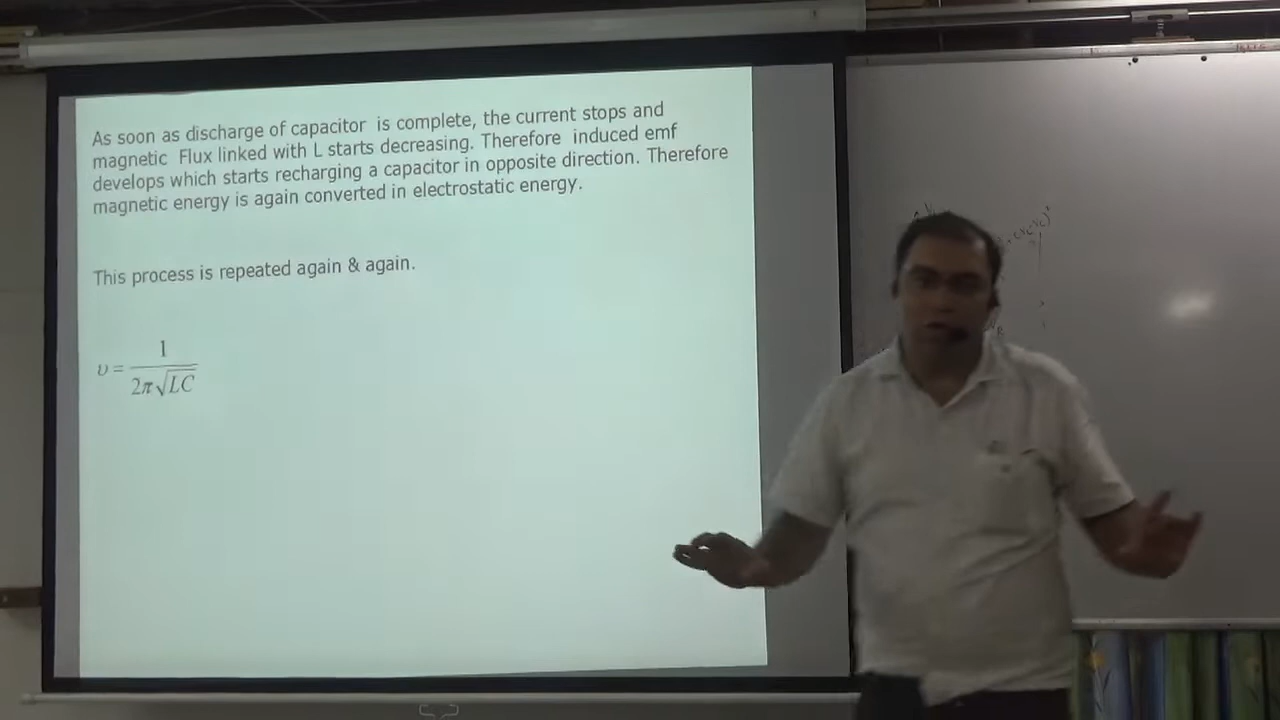 As soon as discharge of capacitor is complete, the current stops and
magnetic Flux linked with L starts decreasing. Therefore induced emf
develops which starts recharging a capacitor in opposite direction. Therefore
magnetic energy is again converted in electrostatic energy.
This process is repeated again & again.
υ = 1 / 2π√LC